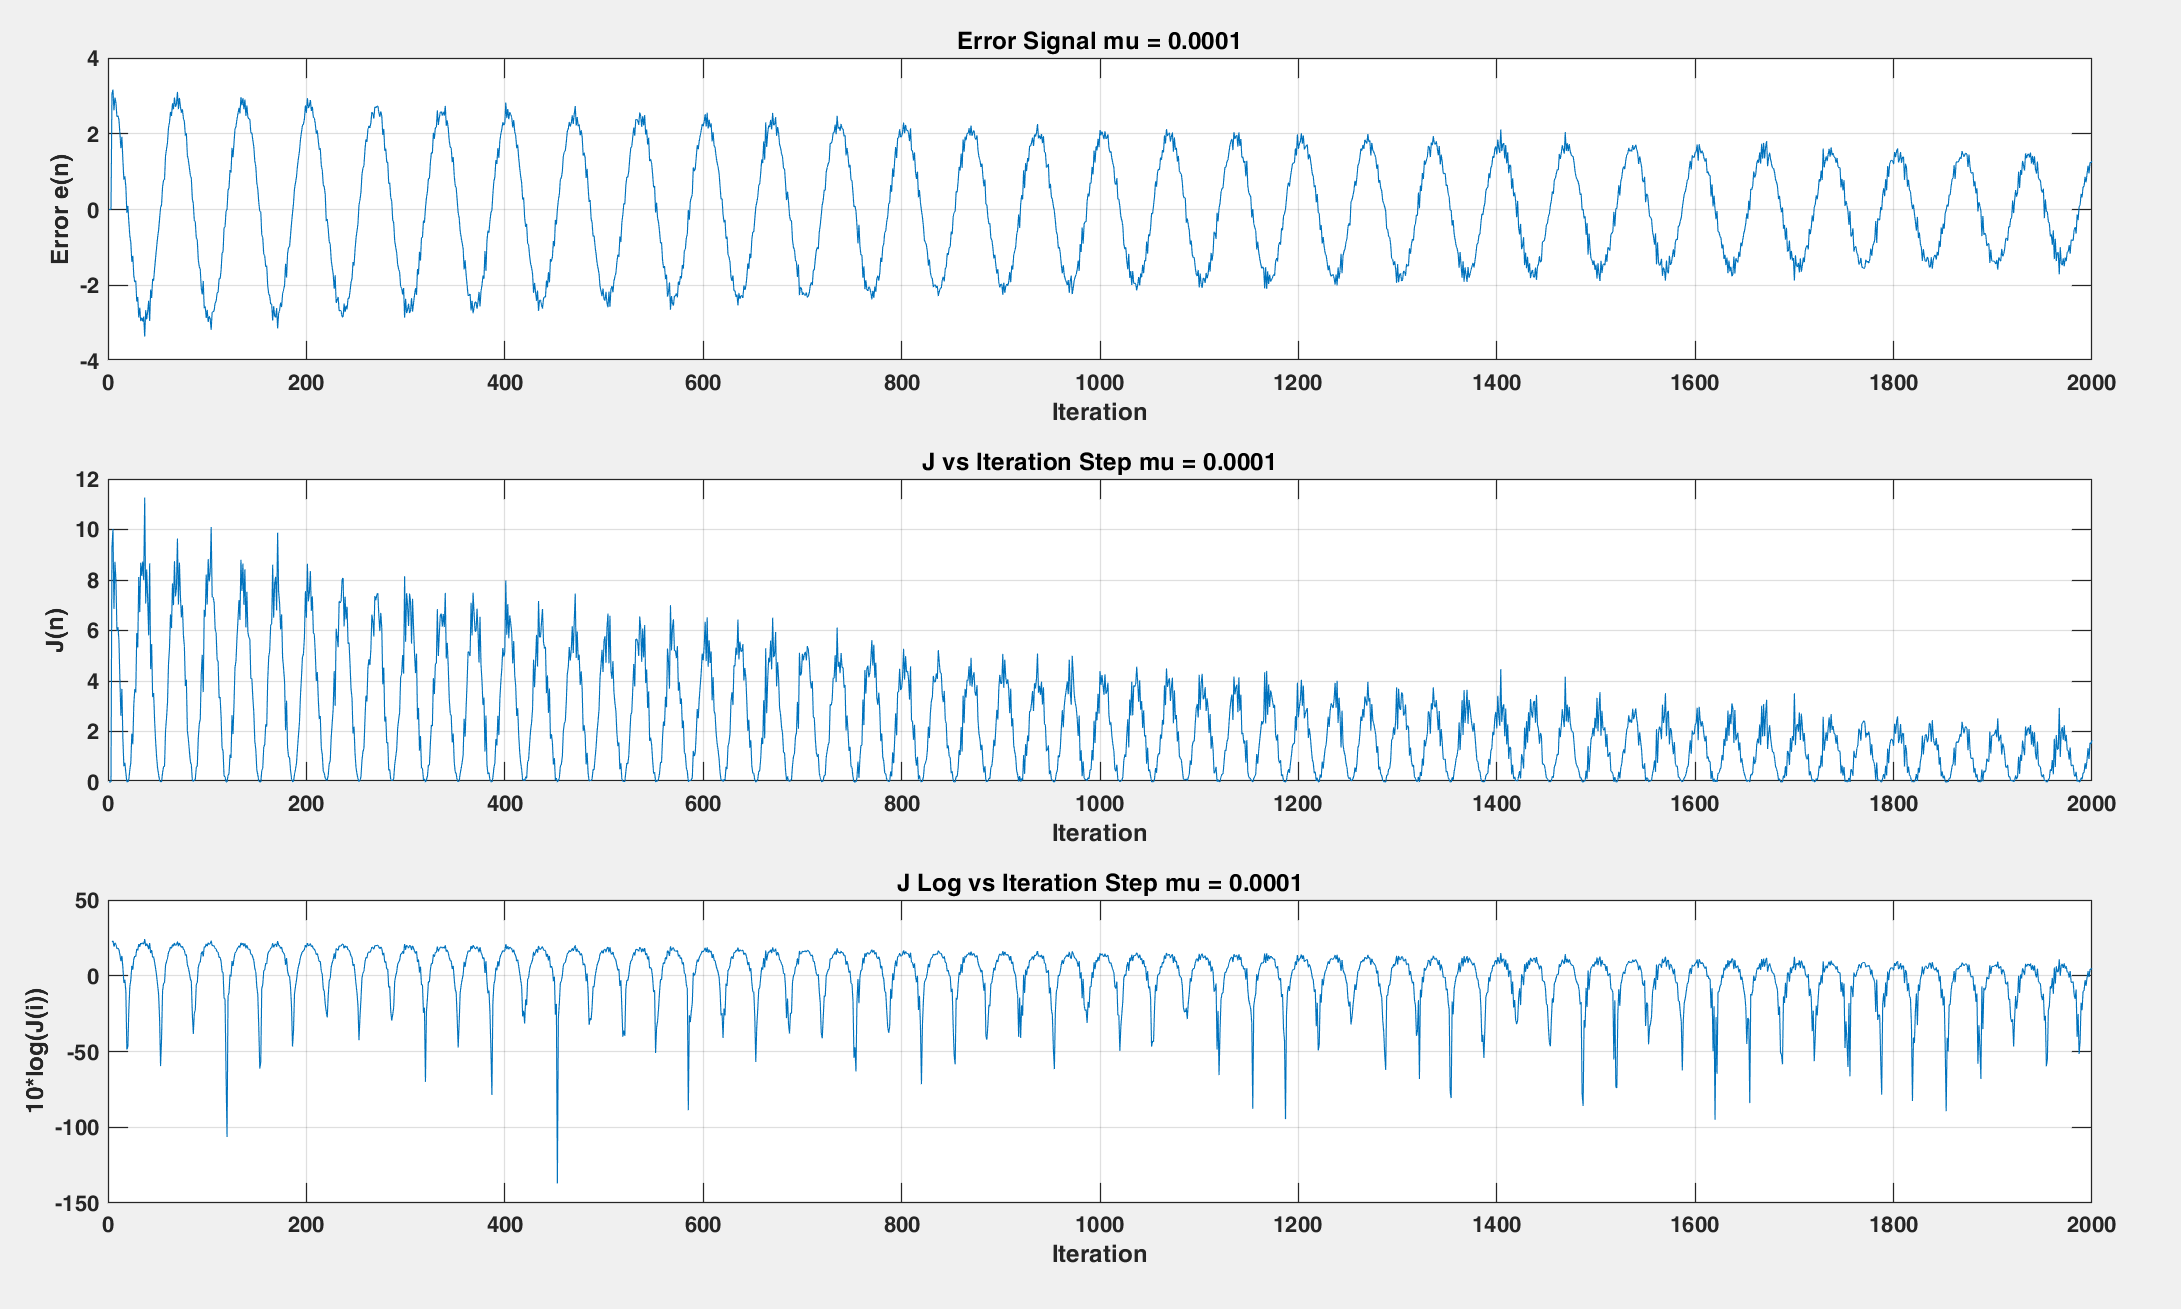 Error Signal mu = 0.0001
4
2
0
-2
-4
Error e(n)
0 200 400 600 800 1000 1200 1400 1600 1800 2000
Iteration
J vs Iteration Step mu = 0.0001
12
10
8
6
4
2
0
J(n)
0 200 400 600 800 1000 1200 1400 1600 1800 2000
Iteration
J Log vs Iteration Step mu = 0.0001
50
0
-50
-100
-150
10*log(J(i))
0 200 400 600 800 1000 1200 1400 1600 1800 2000
Iteration